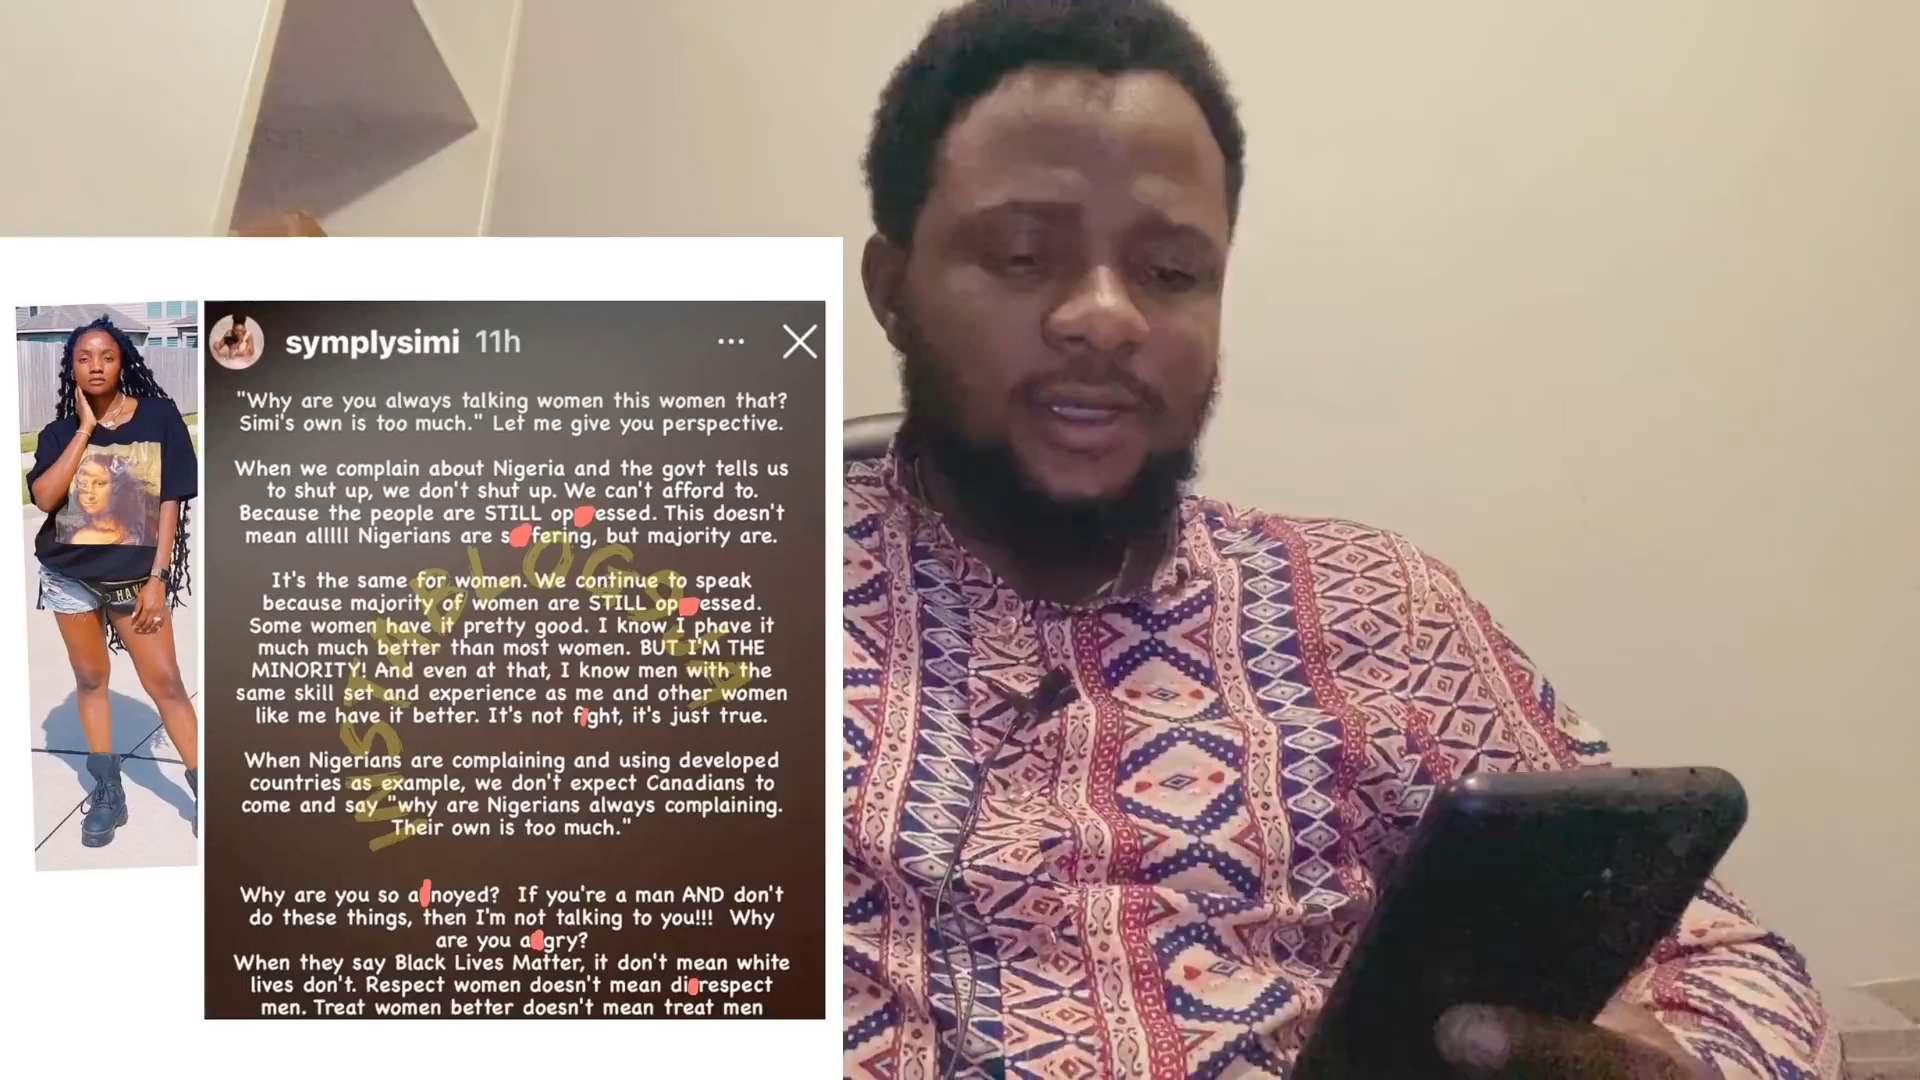 symplysimi 11h
"Why are you always talking women this women that?
Simi's own is too much." Let me give you perspective.
When we complain about Nigeria and the govt tells us
to shut up, we don't shut up. We can't afford to.
Because the people are STILL op essed. This doesn't
mean alllll Nigerians are s ffering, but majority are.
It's the same for women. We continue to speak
because majority of women are STILL op essed.
Some women have it pretty good. I know I phave it
much much better than most women. BUT I'M THE
MINORITY! And even at that, I know men with the
same skill set and experience as me and other women
like me have it better. It's not f ght, it's just true.
When Nigerians are complaining and using developed
countries as example, we don't expect Canadians to
come and say "why are Nigerians always complaining.
Their own is too much."
Why are you so a noyed? If you're a man AND don't
do these things, then I'm not talking to you!!! Why
are you a gry?
When they say Black Lives Matter, it don't mean white
lives don't. Respect women doesn't mean di respect
men. Treat women better doesn't mean treat men
INSTABLOG9JA
HAV